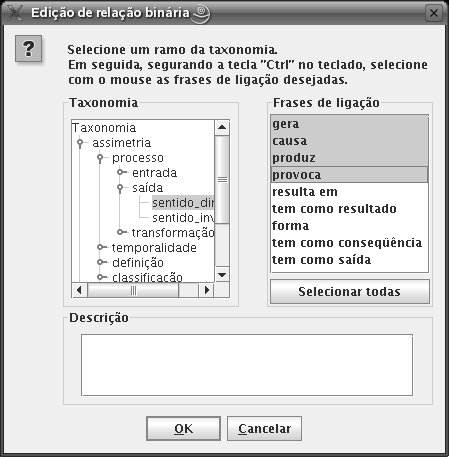 Edição de relação binária
Selecione um ramo da taxonomia.
Em seguida, segurando a tecla "Ctrl" no teclado, selecione
com o mouse as frases de ligação desejadas.
Taxonomia
Taxonomia
assimetria
processo
entrada
saída
sentido_dir
sentido_inv
transformação
temporalidade
definição
classificação
Frases de ligação
gera
causa
produz
provoca
resulta em
tem como resultado
forma
tem como conseqüência
tem como saída
Selecionar todas
Descrição
OK
Cancelar